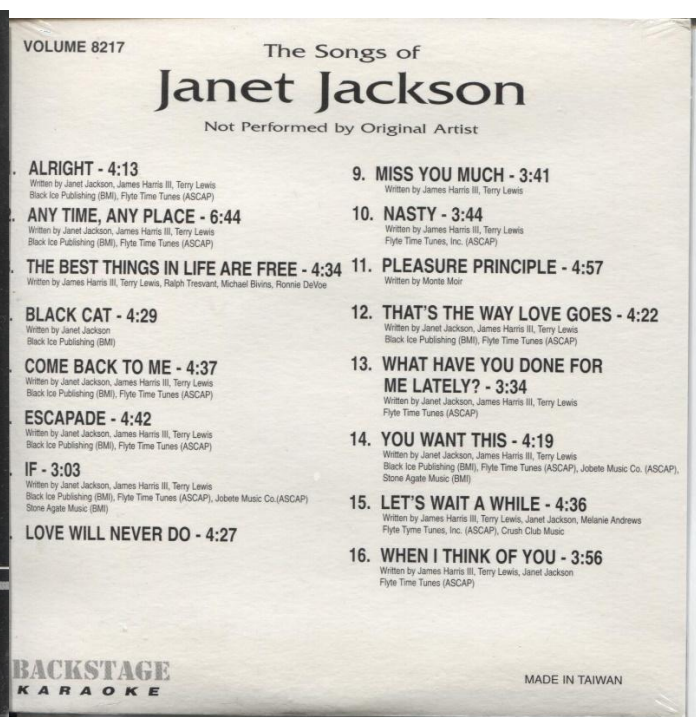 VOLUME 8217
The Songs of
Janet Jackson
Not Performed by Original Artist
. ALRIGHT - 4:13
Written by Janet Jackson, James Harris III, Terry Lewis
Black Ice Publishing (BMI), Flyte Time Tunes (ASCAP)
. ANY TIME, ANY PLACE - 6:44
Written by Janet Jackson, James Harris III, Terry Lewis
Black Ice Publishing (BMI), Flyte Time Tunes (ASCAP)
. THE BEST THINGS IN LIFE ARE FREE - 4:34
Written by James Harris III, Terry Lewis, Ralph Tresvant, Michael Bivins, Ronnie DeVoe
. BLACK CAT - 4:29
Written by Janet Jackson
Black Ice Publishing (BMI)
. COME BACK TO ME - 4:37
Written by Janet Jackson, James Harris III, Terry Lewis
Black Ice Publishing (BMI), Flyte Time Tunes (ASCAP)
. ESCAPADE - 4:42
Written by Janet Jackson, James Harris III, Terry Lewis
Black Ice Publishing (BMI), Flyte Time Tunes (ASCAP)
. IF - 3:03
Written by Janet Jackson, James Harris III, Terry Lewis
Black Ice Publishing (BMI), Flyte Time Tunes (ASCAP), Jobete Music Co.(ASCAP)
Stone Agate Music (BMI)
. LOVE WILL NEVER DO - 4:27
9. MISS YOU MUCH - 3:41
Written by James Harris III, Terry Lewis
10. NASTY - 3:44
Written by Janet Jackson, James Harris III, Terry Lewis
Flyte Time Tunes, Inc. (ASCAP)
11. PLEASURE PRINCIPLE - 4:57
Written by Monte Moir
12. THAT'S THE WAY LOVE GOES - 4:22
Written by Janet Jackson, James Harris III, Terry Lewis
Black Ice Publishing (BMI), Flyte Time Tunes (ASCAP)
13. WHAT HAVE YOU DONE FOR
ME LATELY? - 3:34
Written by Janet Jackson, James Harris III, Terry Lewis
Flyte Time Tunes (ASCAP)
14. YOU WANT THIS - 4:19
Written by Janet Jackson, James Harris III, Terry Lewis
Black Ice Publishing (BMI), Flyte Time Tunes (ASCAP), Jobete Music Co. (ASCAP),
Stone Agate Music (BMI)
15. LET'S WAIT A WHILE - 4:36
Written by James Harris III, Terry Lewis, Janet Jackson, Melanie Andrews
Flyte Tyme Tunes, Inc. (ASCAP), Crush Club Music
16. WHEN I THINK OF YOU - 3:56
Written by James Harris III, Terry Lewis, Janet Jackson
Flyte Time Tunes (ASCAP)
BACKSTAGE
KARAOKE
MADE IN TAIWAN